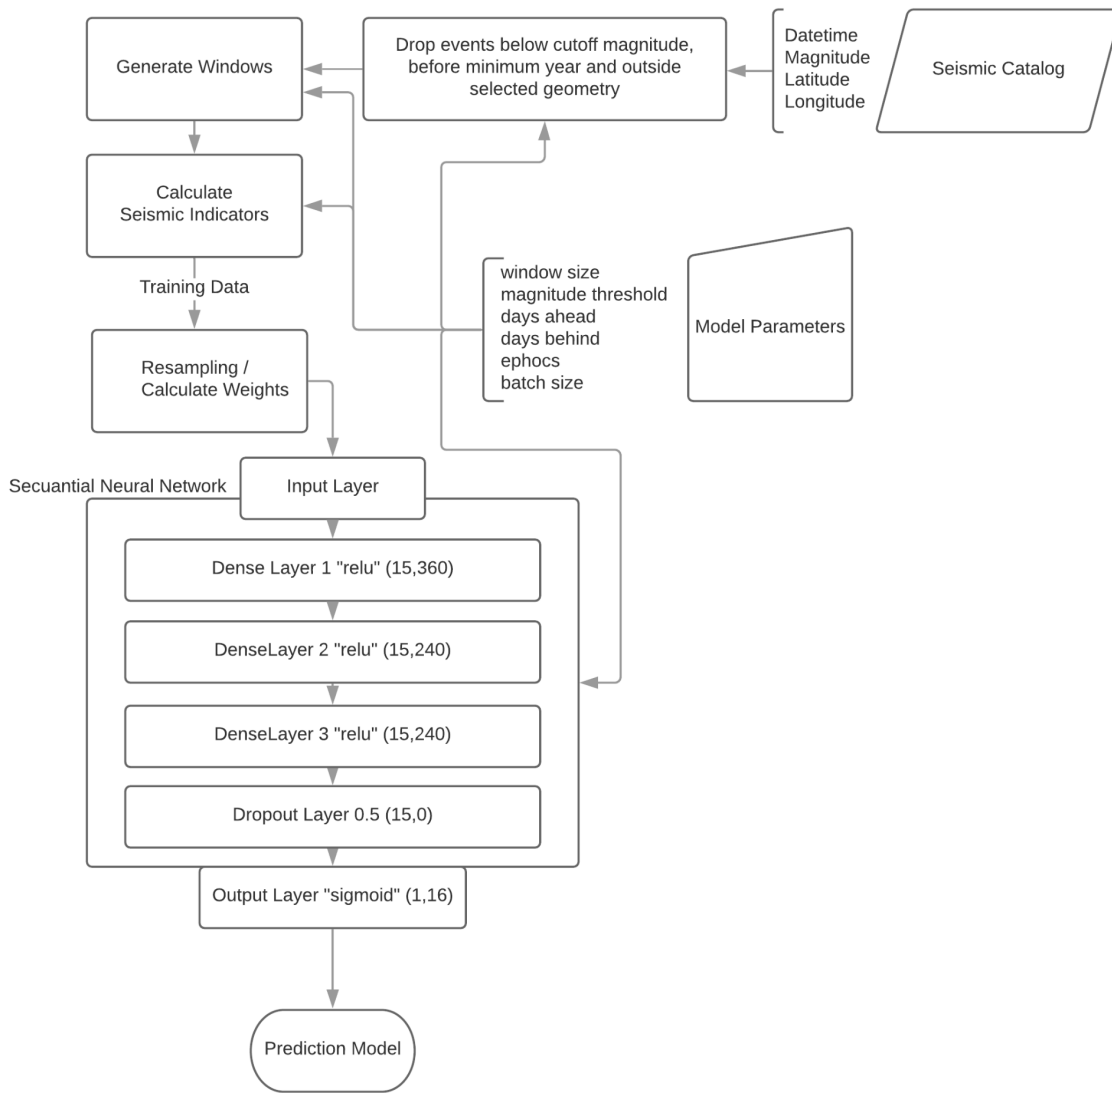 Generate Windows
Drop events below cutoff magnitude,
before minimum year and outside
selected geometry
Datetime
Magnitude
Latitude
Longitude
Seismic Catalog
Calculate
Seismic Indicators
Training Data
window size
magnitude threshold
days ahead
days behind
ephocs
batch size
Model Parameters
Resampling /
Calculate Weights
Secuantial Neural Network
Input Layer
Dense Layer 1 "relu" (15,360)
DenseLayer 2 "relu" (15,240)
DenseLayer 3 "relu" (15,240)
Dropout Layer 0.5 (15,0)
Output Layer "sigmoid" (1,16)
Prediction Model